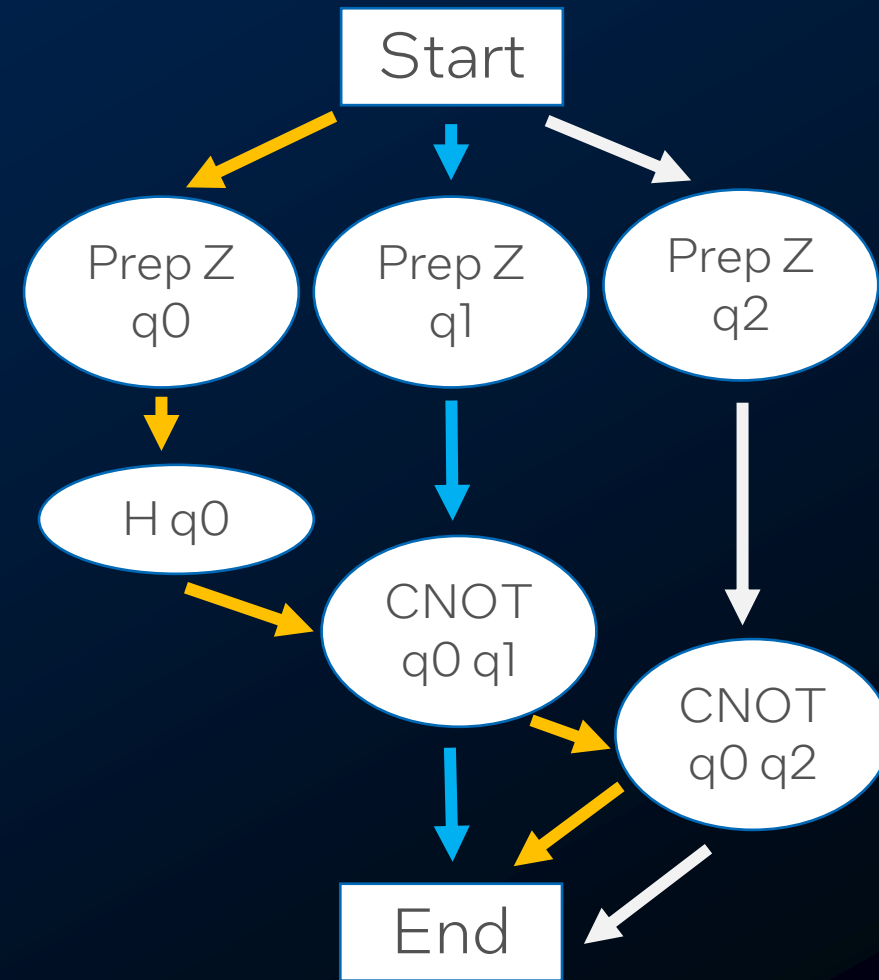 Start
Prep Z
q0
Prep Z
q1
Prep Z
q2
H q0
CNOT
q0 q1
CNOT
q0 q2
End